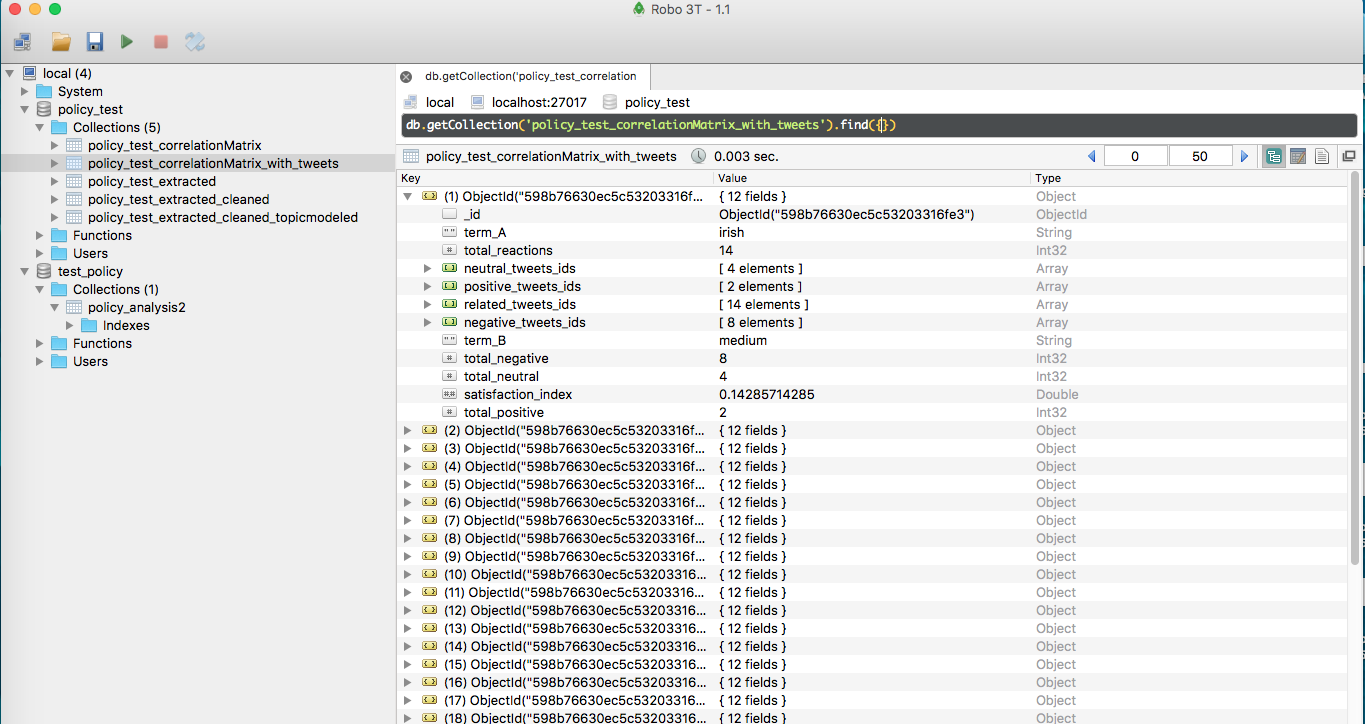 Robo 3T - 1.1
local (4)
System
policy_test
Collections (5)
policy_test_correlationMatrix
policy_test_correlationMatrix_with_tweets
policy_test_extracted
policy_test_extracted_cleaned
policy_test_extracted_cleaned_topicmodeled
Functions
Users
test_policy
Collections (1)
policy_analysis2
Indexes
Functions
Users
db.getCollection('policy_test_correlation
local localhost:27017 policy_test
db.getCollection('policy_test_correlationMatrix_with_tweets').find({})
policy_test_correlationMatrix_with_tweets 0.003 sec. 0 50
Key Value Type
(1) ObjectId("598b76630ec5c53203316f... { 12 fields } Object
_id ObjectId("598b76630ec5c53203316fe3") ObjectId
term_A irish String
total_reactions 14 Int32
neutral_tweets_ids [ 4 elements ] Array
positive_tweets_ids [ 2 elements ] Array
related_tweets_ids [ 14 elements ] Array
negative_tweets_ids [ 8 elements ] Array
term_B medium String
total_negative 8 Int32
total_neutral 4 Int32
satisfaction_index 0.14285714285 Double
total_positive 2 Int32
(2) ObjectId("598b76630ec5c53203316f... { 12 fields } Object
(3) ObjectId("598b76630ec5c53203316f... { 12 fields } Object
(4) ObjectId("598b76630ec5c53203316f... { 12 fields } Object
(5) ObjectId("598b76630ec5c53203316f... { 12 fields } Object
(6) ObjectId("598b76630ec5c53203316f... { 12 fields } Object
(7) ObjectId("598b76630ec5c53203316f... { 12 fields } Object
(8) ObjectId("598b76630ec5c53203316f... { 12 fields } Object
(9) ObjectId("598b76630ec5c53203316f... { 12 fields } Object
(10) ObjectId("598b76630ec5c53203316... { 12 fields } Object
(11) ObjectId("598b76630ec5c53203316... { 12 fields } Object
(12) ObjectId("598b76630ec5c53203316... { 12 fields } Object
(13) ObjectId("598b76630ec5c53203316... { 12 fields } Object
(14) ObjectId("598b76630ec5c53203316... { 12 fields } Object
(15) ObjectId("598b76630ec5c53203316... { 12 fields } Object
(16) ObjectId("598b76630ec5c53203316... { 12 fields } Object
(17) ObjectId("598b76630ec5c53203316... { 12 fields } Object
(18) ObjectId("598b76630ec5c53203316... { 12 fields } Object